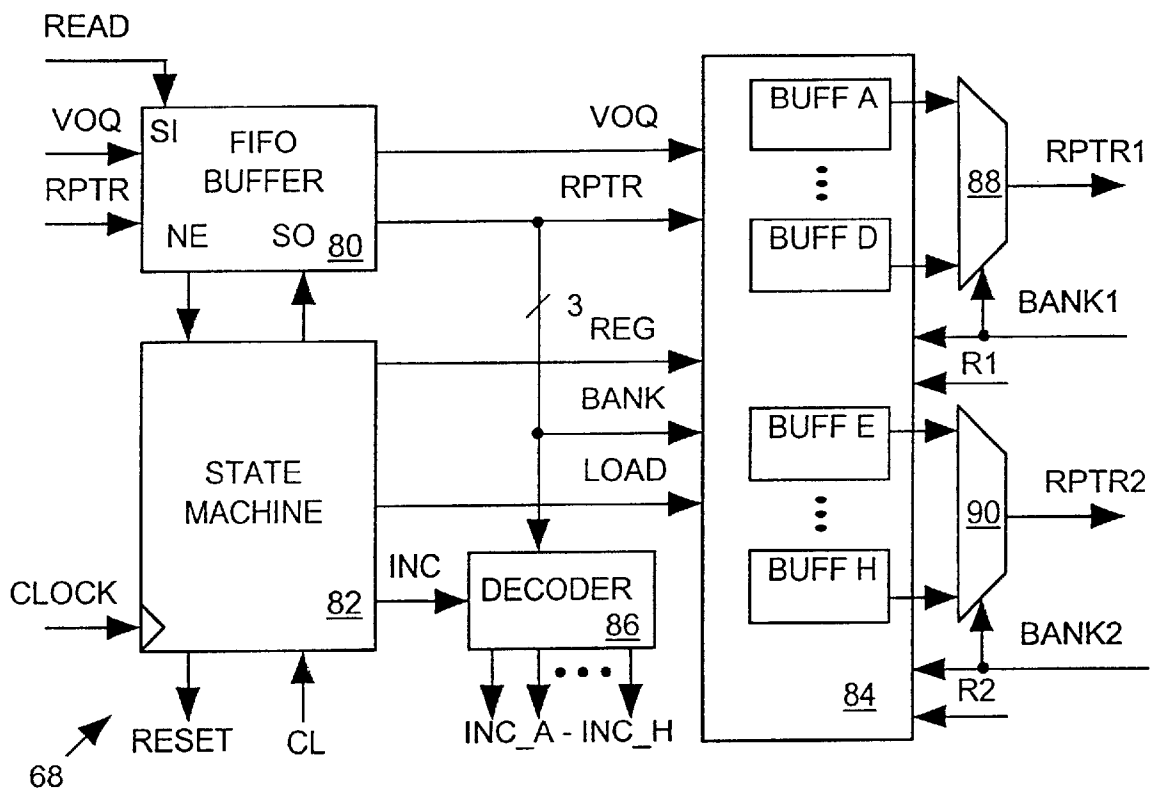 READ
VOQ
RPTR
SI
FIFO
BUFFER
NE
SO
80
VOQ
RPTR
3
REG
BANK
LOAD
STATE
MACHINE
82
CLOCK
RESET
CL
INC
DECODER
86
INC_A - INC_H
BUFF A
BUFF D
BUFF E
BUFF H
84
88
RPTR1
BANK1
R1
90
RPTR2
BANK2
R2
68